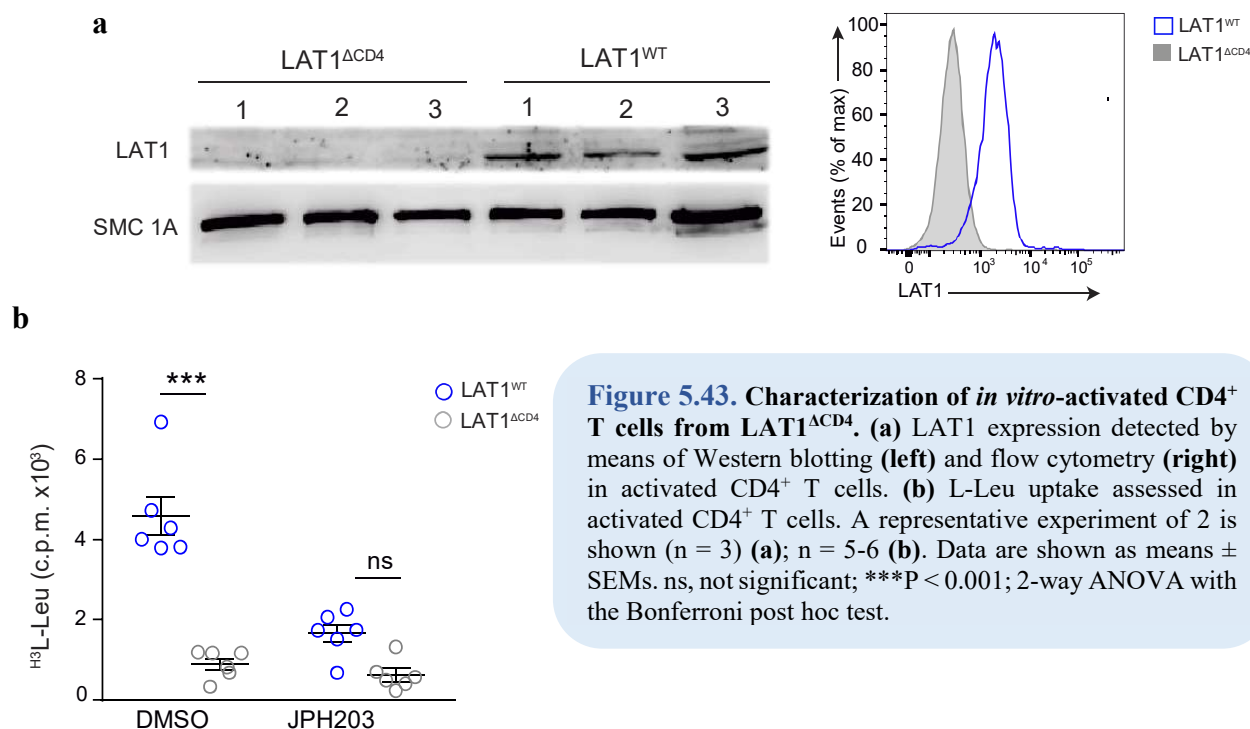 a
LAT1ΔCD4 LAT1WT
1 2 3 1 2 3
LAT1
SMC 1A
100
80
60
40
20
0
Events (% of max)
0 10³ 10⁴ 10⁵
LAT1
LAT1WT
LAT1ΔCD4
b
8
6
4
2
0
H3L-Leu (c.p.m. x10³)
***
ns
DMSO JPH203
LAT1WT
LAT1ΔCD4
Figure 5.43. Characterization of in vitro-activated CD4⁺
T cells from LAT1ΔCD4. (a) LAT1 expression detected by
means of Western blotting (left) and flow cytometry (right)
in activated CD4⁺ T cells. (b) L-Leu uptake assessed in
activated CD4⁺ T cells. A representative experiment of 2 is
shown (n = 3) (a); n = 5-6 (b). Data are shown as means ±
SEMs. ns, not significant; ***P < 0.001; 2-way ANOVA with
the Bonferroni post hoc test.